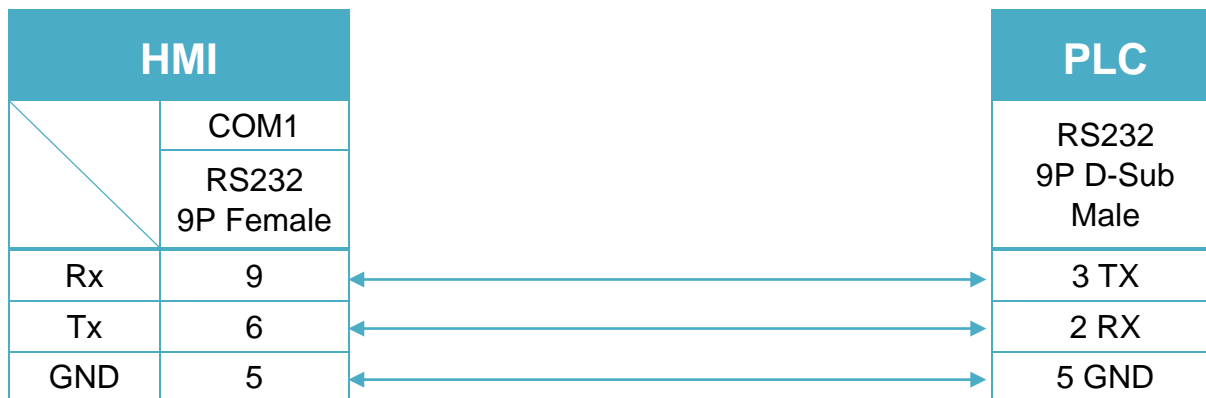 HMI
PLC
COM1
RS232
9P Female
RS232
9P D-Sub
Male
Rx 9 3 TX
Tx 6 2 RX
GND 5 5 GND